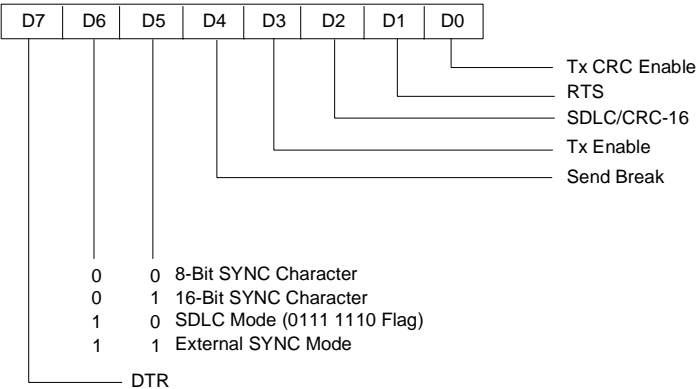 D7 D6 D5 D4 D3 D2 D1 D0
Tx CRC Enable
RTS
SDLC/CRC-16
Tx Enable
Send Break
0 0 8-Bit SYNC Character
0 1 16-Bit SYNC Character
1 0 SDLC Mode (0111 1110 Flag)
1 1 External SYNC Mode
DTR